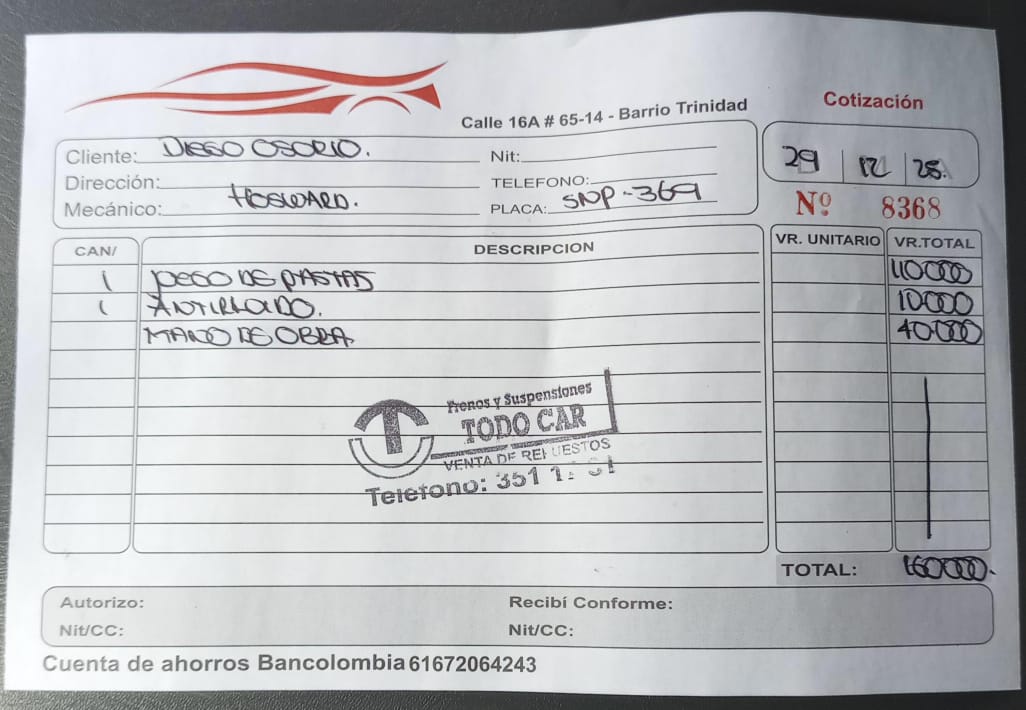 Cotización
Calle 16A # 65-14 - Barrio Trinidad
Cliente: DIEGO OSORIO. Nit:
29 | 12 | 25.
Dirección: TELEFONO:
Mecánico: HOSWARD. PLACA: SNP-369
Nº 8368
CAN/ DESCRIPCION VR. UNITARIO VR.TOTAL
1 JUEGO DE PASTAS 110000
1 ANTIRUIDO. 10000
MANO DE OBRA 40.000
Frenos y Suspensiones
TODO CAR
VENTA DE REPUESTOS
Telefono: 351
TOTAL: 160000.
Autorizo: Recibí Conforme:
Nit/CC: Nit/CC:
Cuenta de ahorros Bancolombia 61672064243